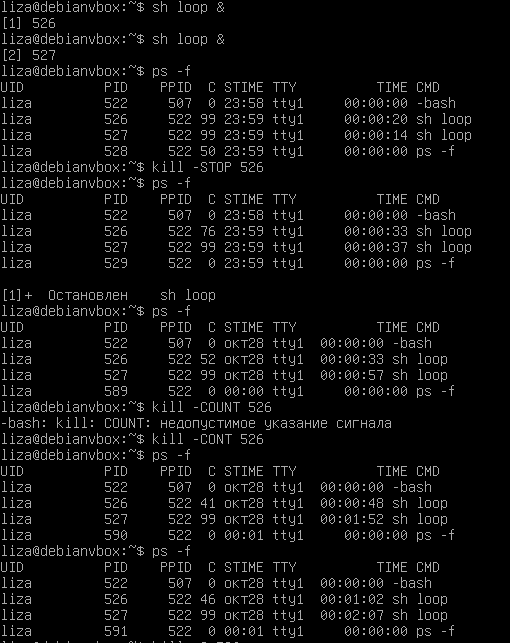 liza@debianvbox:~$ sh loop &
[1] 526
liza@debianvbox:~$ sh loop &
[2] 527
liza@debianvbox:~$ ps -f
UID PID PPID C STIME TTY TIME CMD
liza 522 507 0 23:58 tty1 00:00:00 -bash
liza 526 522 99 23:59 tty1 00:00:20 sh loop
liza 527 522 99 23:59 tty1 00:00:14 sh loop
liza 528 522 50 23:59 tty1 00:00:00 ps -f
liza@debianvbox:~$ kill -STOP 526
liza@debianvbox:~$ ps -f
UID PID PPID C STIME TTY TIME CMD
liza 522 507 0 23:58 tty1 00:00:00 -bash
liza 526 522 76 23:59 tty1 00:00:33 sh loop
liza 527 522 99 23:59 tty1 00:00:37 sh loop
liza 529 522 0 23:59 tty1 00:00:00 ps -f
[1]+ Остановлен sh loop
liza@debianvbox:~$ ps -f
UID PID PPID C STIME TTY TIME CMD
liza 522 507 0 окт28 tty1 00:00:00 -bash
liza 526 522 52 окт28 tty1 00:00:33 sh loop
liza 527 522 99 окт28 tty1 00:00:57 sh loop
liza 589 522 0 00:00 tty1 00:00:00 ps -f
liza@debianvbox:~$ kill -COUNT 526
-bash: kill: COUNT: недопустимое указание сигнала
liza@debianvbox:~$ kill -CONT 526
liza@debianvbox:~$ ps -f
UID PID PPID C STIME TTY TIME CMD
liza 522 507 0 окт28 tty1 00:00:00 -bash
liza 526 522 41 окт28 tty1 00:00:48 sh loop
liza 527 522 99 окт28 tty1 00:01:52 sh loop
liza 590 522 0 00:01 tty1 00:00:00 ps -f
liza@debianvbox:~$ ps -f
UID PID PPID C STIME TTY TIME CMD
liza 522 507 0 окт28 tty1 00:00:00 -bash
liza 526 522 46 окт28 tty1 00:01:02 sh loop
liza 527 522 99 окт28 tty1 00:02:07 sh loop
liza 591 522 0 00:01 tty1 00:00:00 ps -f